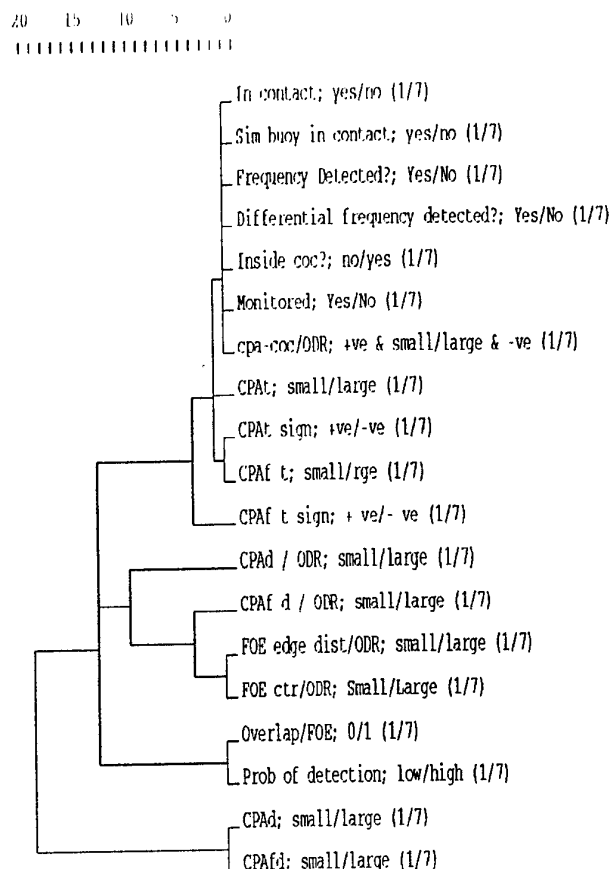 20 15 10 5 0
In contact; yes/no (1/7)
Sim buoy in contact; yes/no (1/7)
Frequency Detected?; Yes/No (1/7)
Differential frequency detected?; Yes/No (1/7)
Inside coc?; no/yes (1/7)
Monitored; Yes/No (1/7)
cpa-coc/ODR; +ve & small/large & -ve (1/7)
CPAt; small/large (1/7)
CPAt sign; +ve/-ve (1/7)
CPAf t; small/rge (1/7)
CPAf t sign; + ve/- ve (1/7)
CPAd / ODR; small/large (1/7)
CPAf d / ODR; small/large (1/7)
FOE edge dist/ODR; small/large (1/7)
FOE ctr/ODR; Small/Large (1/7)
Overlap/FOE; 0/1 (1/7)
Prob of detection; low/high (1/7)
CPAd; small/large (1/7)
CPAfd; small/large (1/7)